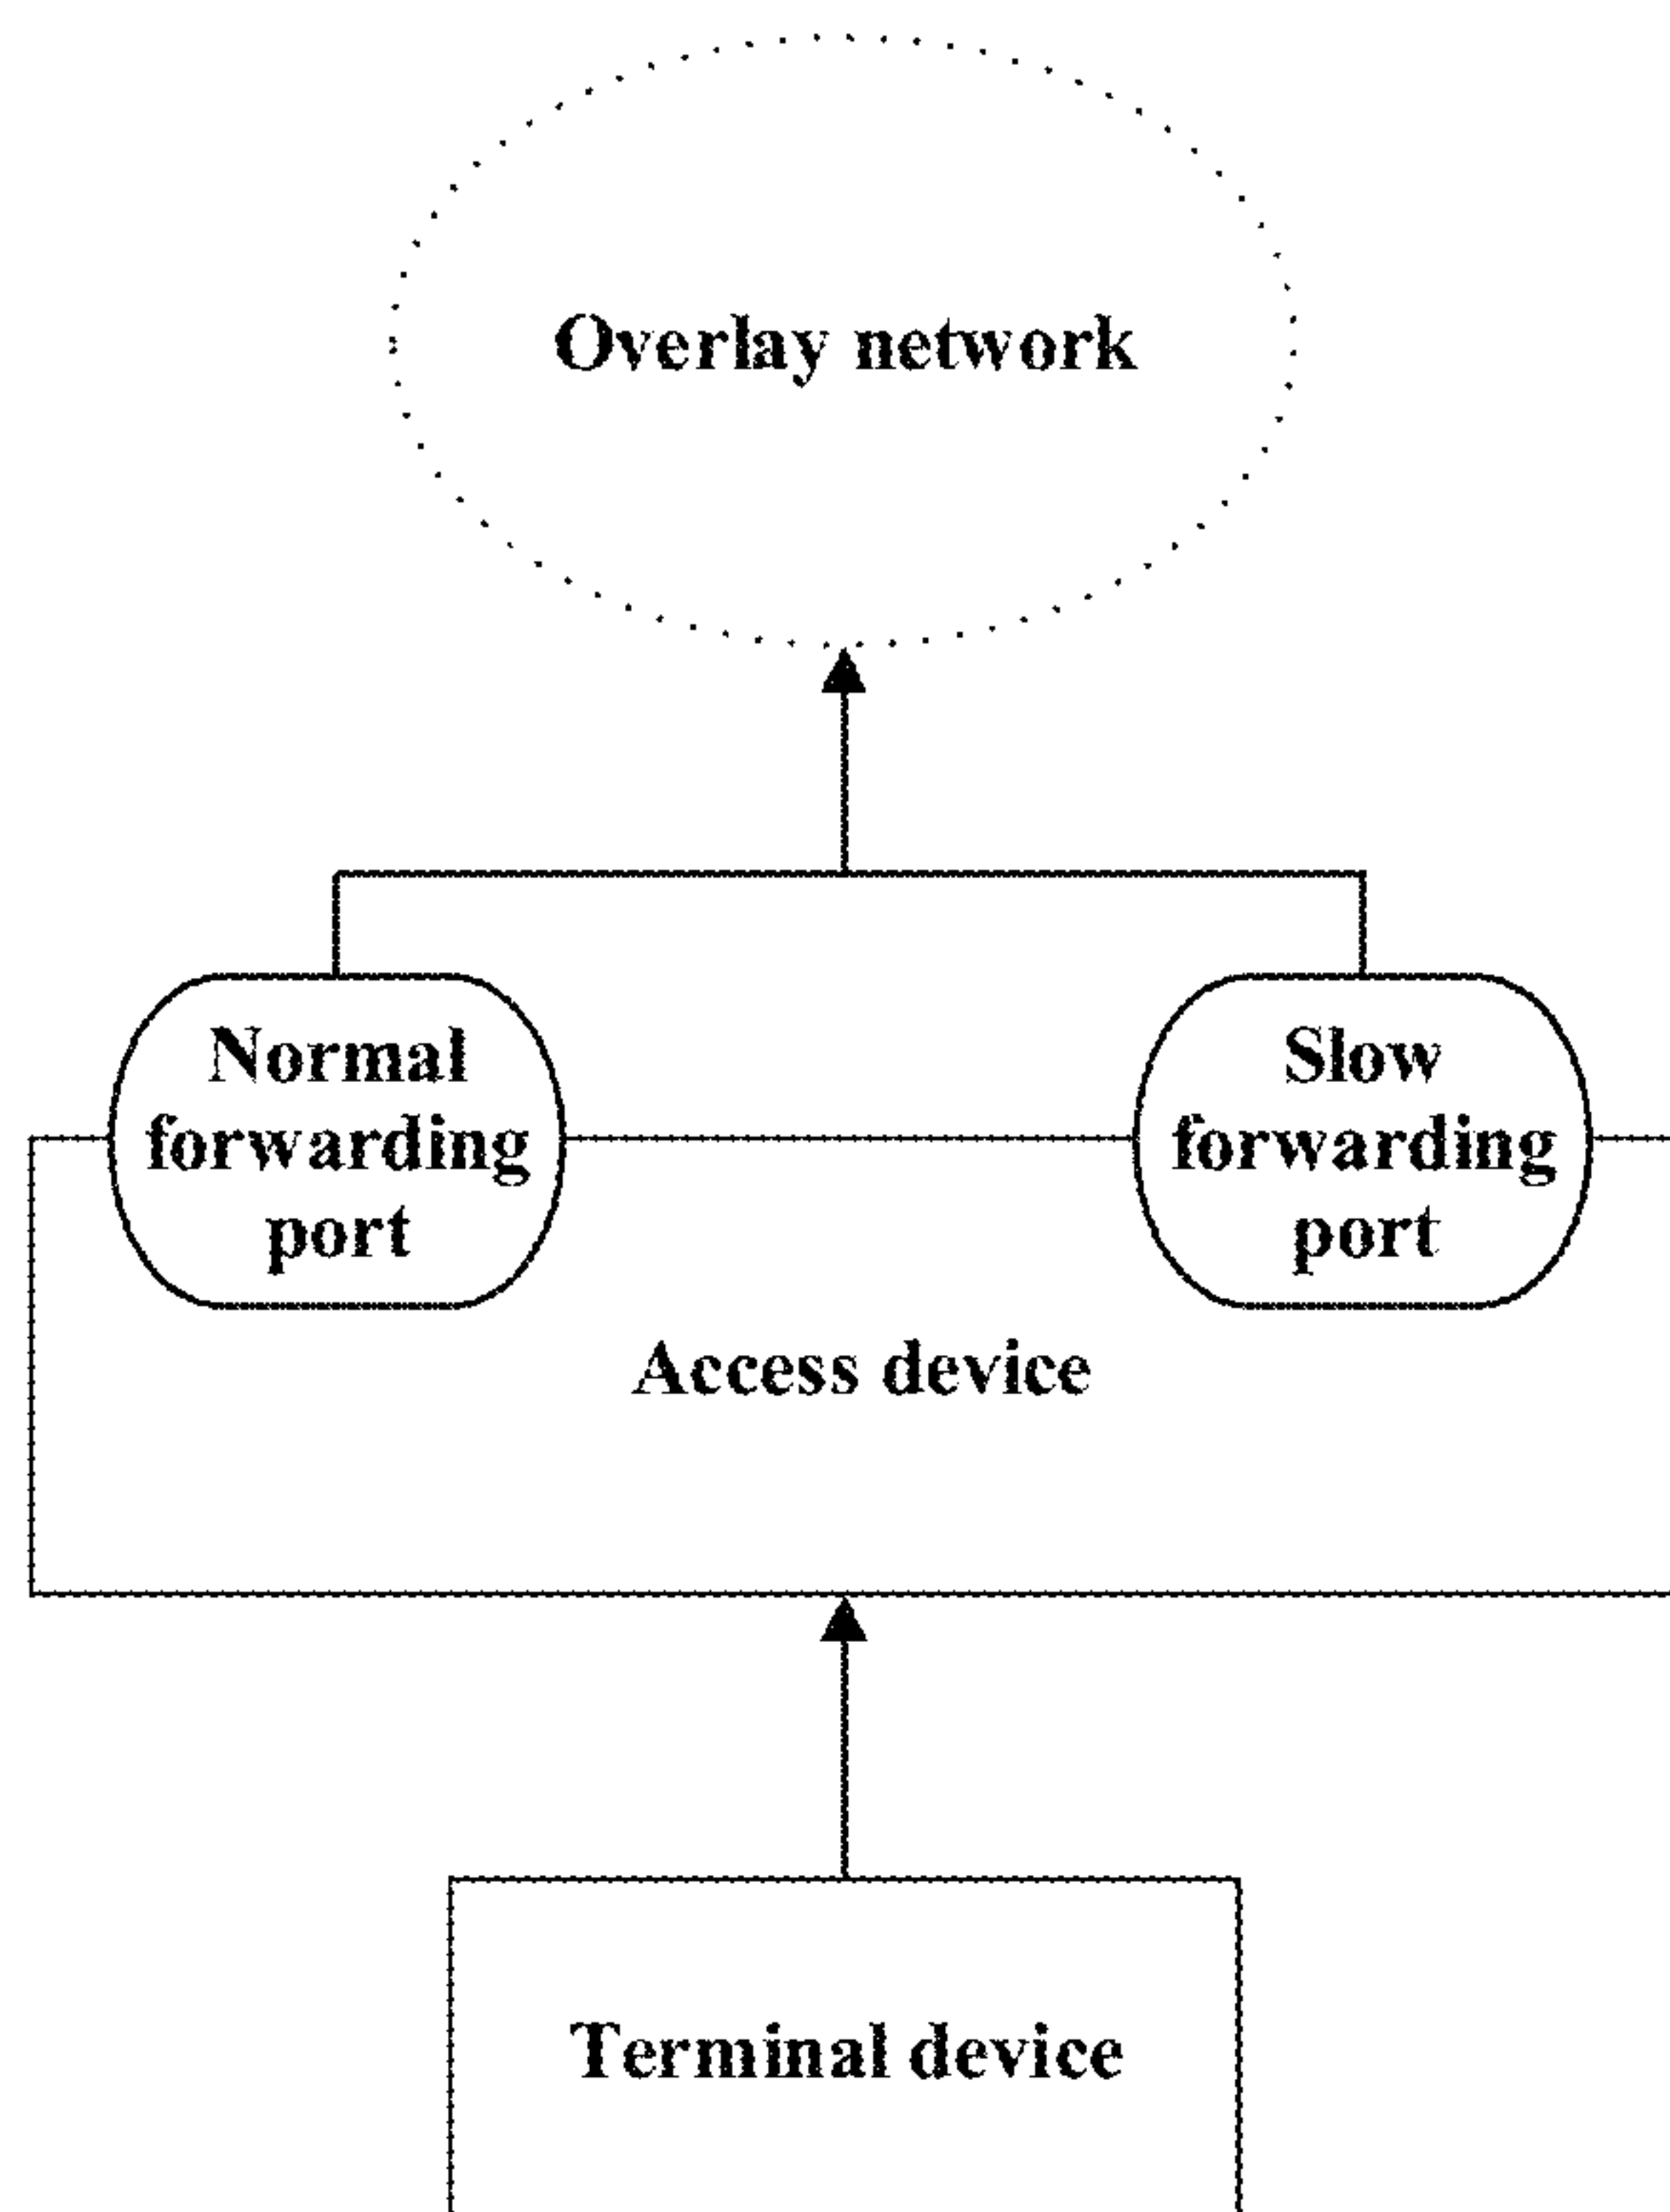 Overlay network
Normal
forwarding
port
Slow
forwarding
port
Access device
Terminal device